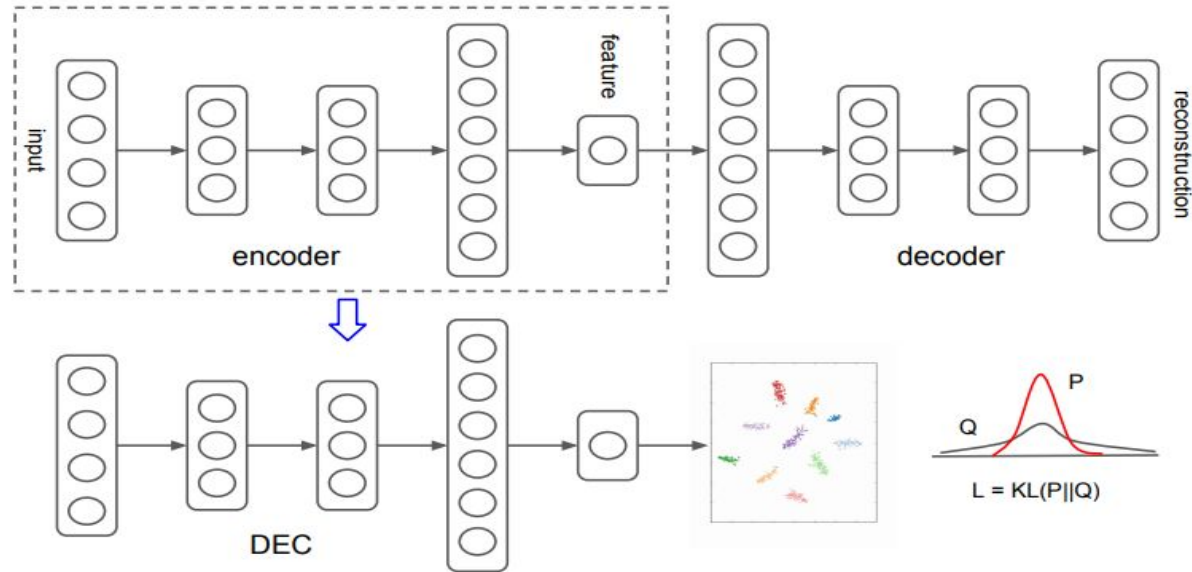 input
encoder
feature
decoder
reconstruction
DEC
P
Q
L = KL(P||Q)